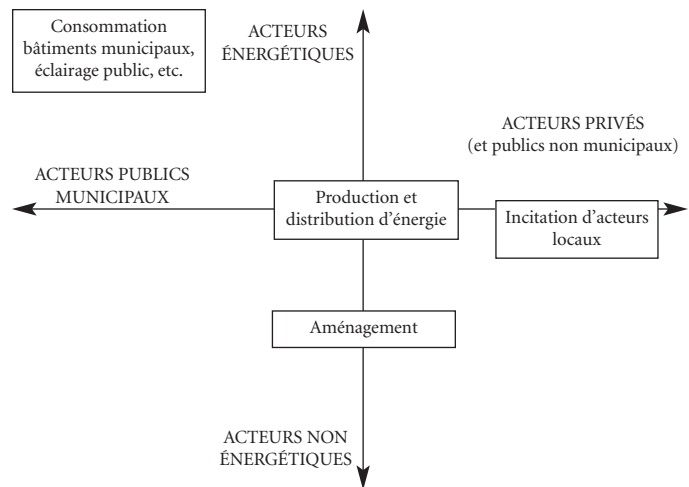 Consommation
bâtiments municipaux,
éclairage public, etc.
ACTEURS
ÉNERGÉTIQUES
ACTEURS PRIVÉS
(et publics non municipaux)
ACTEURS PUBLICS
MUNICIPAUX
Production et
distribution d’énergie
Incitation d’acteurs
locaux
Aménagement
ACTEURS NON
ÉNERGÉTIQUES